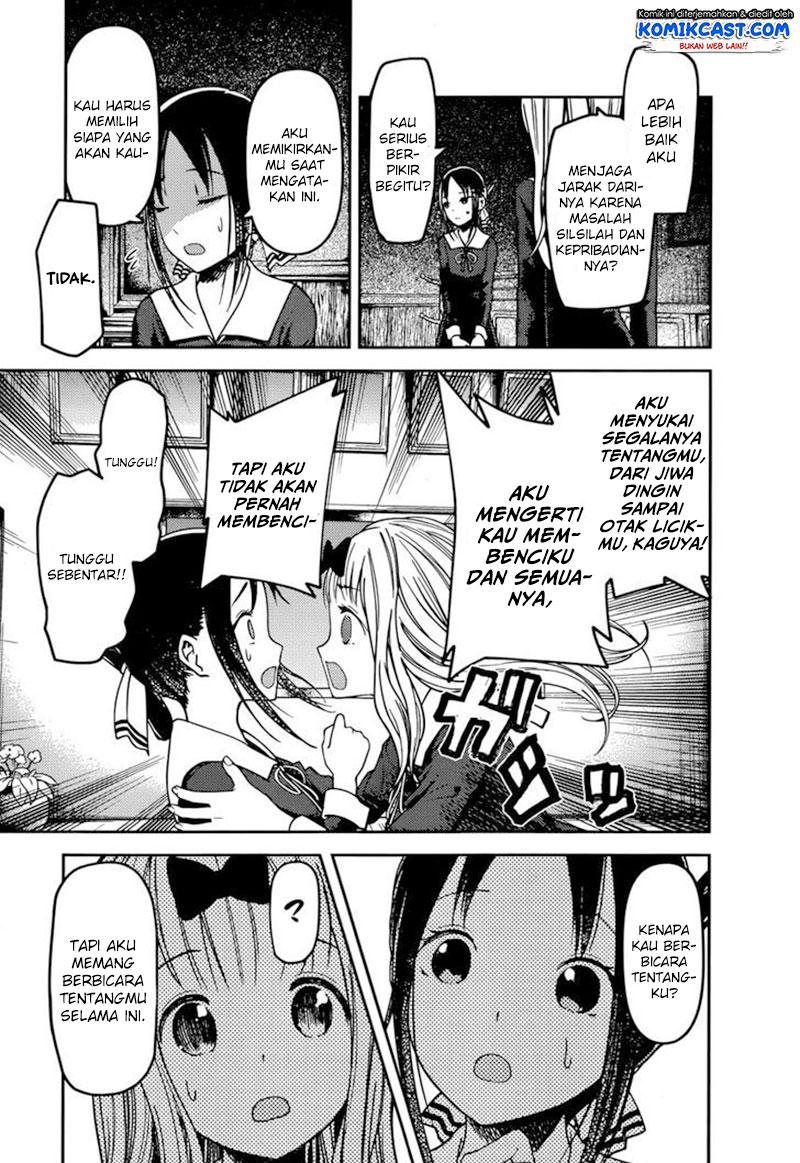 Komik ini diterjemahkan & diedit oleh
KOMIKCAST.COM
BUKAN WEB LAIN!!
APA
LEBIH
BAIK
AKU
MENJAGA
JARAK DARI-
NYA KARENA
MASALAH
SILSILAH DAN
KEPRIBADIAN-
NYA?
KAU
SERIUS
BER-
PIKIR
BEGITU?
AKU
MEMIKIRKAN-
MU SAAT
MENGATA-
KAN INI.
KAU HARUS
MEMILIH
SIAPA YANG
AKAN KAU-
TIDAK.
AKU
MENYUKAI
SEGALANYA
TENTANGMU,
DARI JIWA
DINGIN
SAMPAI
OTAK LICIK-
MU, KAGUYA!
AKU
MENGERTI
KAU MEM-
BENCIKU
DAN SEMUA-
NYA,
TAPI AKU
TIDAK AKAN
PERNAH
MEMBENCI-
TUNGGU!
TUNGGU
SEBENTAR!!
ガッッ
KENAPA
KAU BER-
BICARA
TENTANG-
KU?
?
TAPI AKU
MEMANG
BERBICARA
TENTANGMU
SELAMA INI.